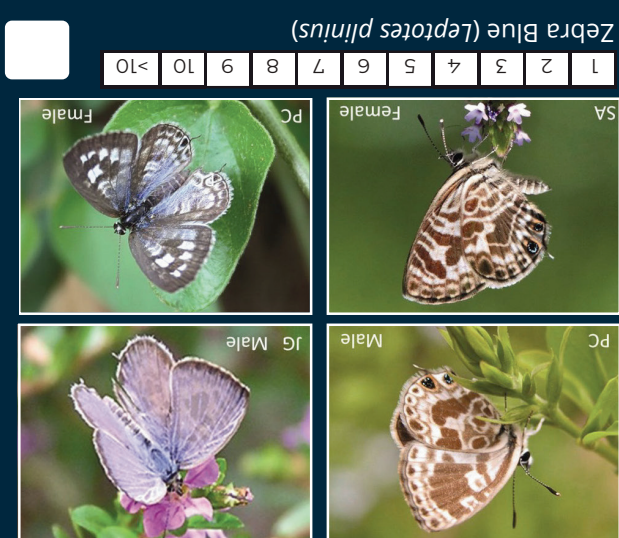 PC Male JG Male
SA Female PC Fmale
1 2 3 4 5 6 7 8 9 10 >10
Zebra Blue (Leptotes plinius)